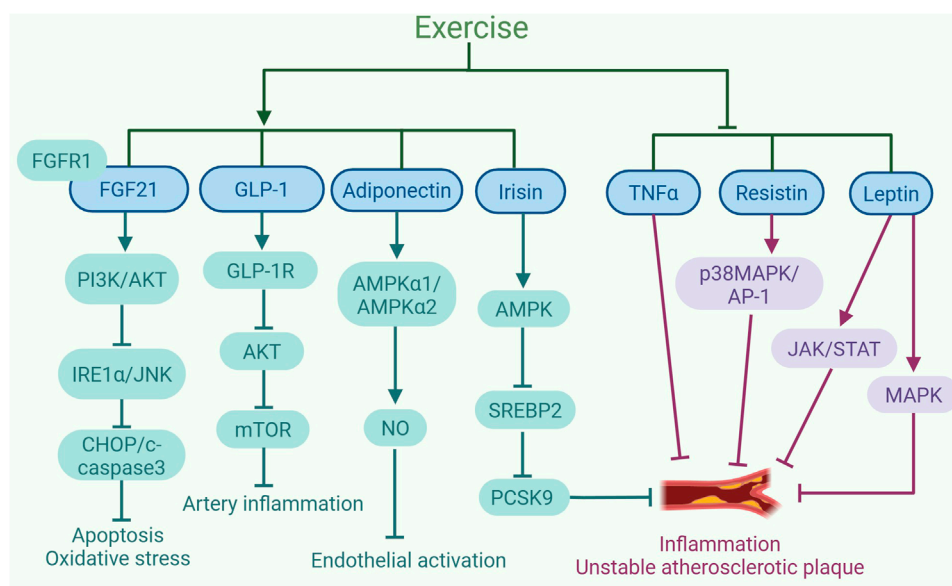 Exercise
FGFR1
FGF21
GLP-1
Adiponectin
Irisin
TNFα
Resistin
Leptin
PI3K/AKT
GLP-1R
AMPKα1/
AMPKα2
AMPK
p38MAPK/
AP-1
IRE1α/JNK
AKT
JAK/STAT
MAPK
CHOP/c-
caspase3
mTOR
NO
SREBP2
PCSK9
Apoptosis
Oxidative stress
Artery inflammation
Endothelial activation
Inflammation
Unstable atherosclerotic plaque